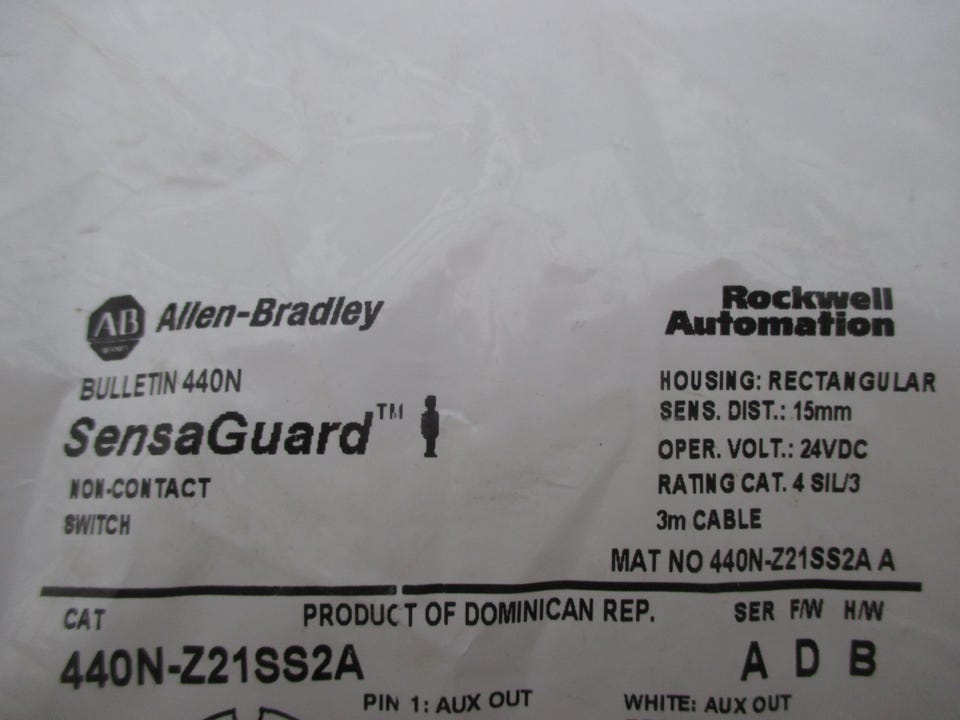 AB Allen-Bradley
Rockwell
Automation
BULLETIN 440N
SensaGuard™
NON-CONTACT
SWITCH
HOUSING: RECTANGULAR
SENS. DIST.: 15mm
OPER. VOLT.: 24VDC
RATING CAT. 4 SIL/3
3m CABLE
MAT NO 440N-Z21SS2A A
CAT PRODUCT OF DOMINICAN REP. SER F/W H/W
440N-Z21SS2A A D B
PIN 1: AUX OUT WHITE: AUX OUT